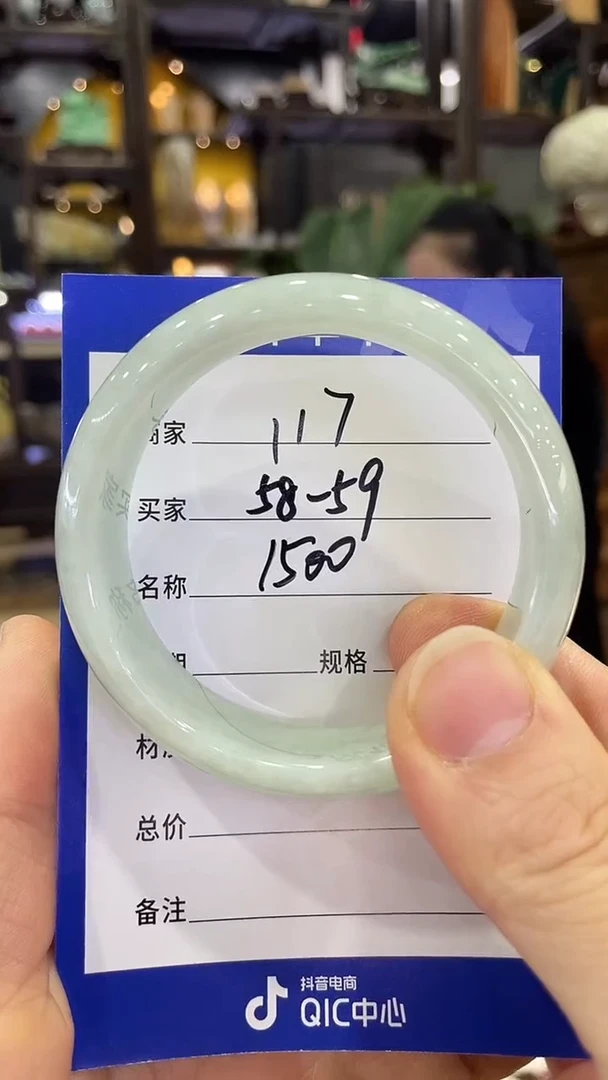 商家 117
买家 58-59
名称 1500
规格
总价
备注
抖音电商
QIC中心